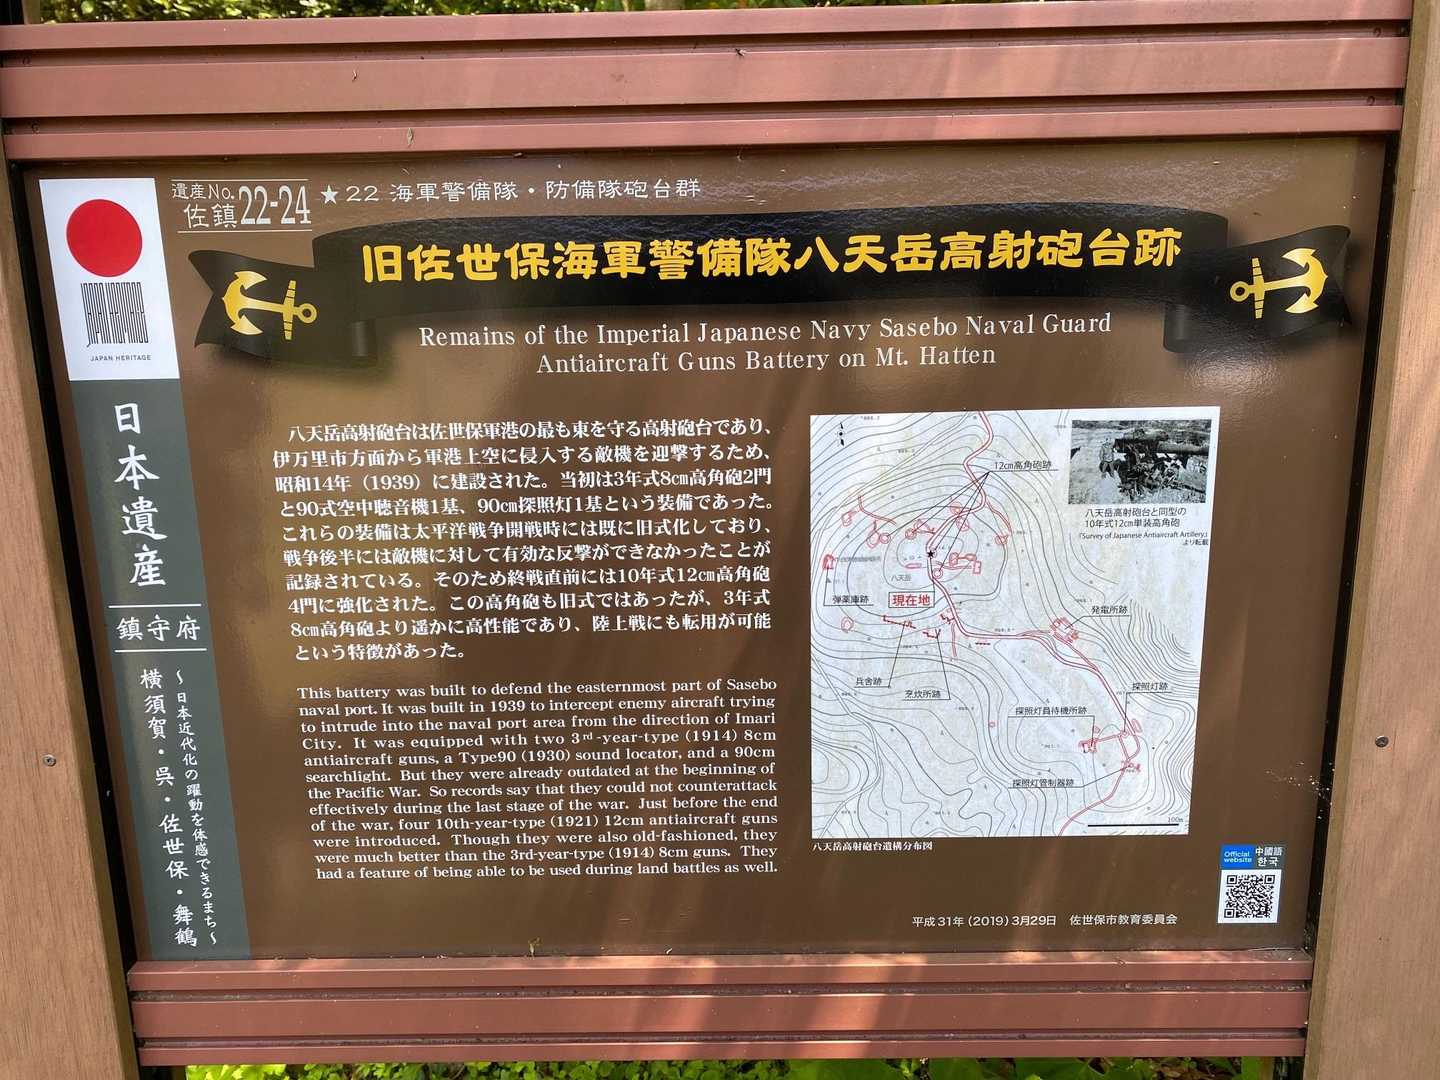 遺産No.
佐鎮 22-24
★22 海軍警備隊・防備隊砲台群
旧佐世保海軍警備隊八天岳高射砲台跡
Remains of the Imperial Japanese Navy Sasebo Naval Guard
Antiaircraft Guns Battery on Mt. Hatten
JAPAN HERITAGE
日本遺産
鎮守府
横須賀・呉・佐世保・舞鶴
～日本近代化の躍動を体感できるまち～
八天岳高射砲台は佐世保軍港の最も東を守る高射砲台であり、
伊万里市方面から軍港上空に侵入する敵機を迎撃するため、
昭和14年（1939）に建設された。当初は3年式8cm高角砲2門
と90式空中聴音機1基、90cm探照灯1基という装備であった。
これらの装備は太平洋戦争開戦時には既に旧式化しており、
戦争後半には敵機に対して有効な反撃ができなかったことが
記録されている。そのため終戦直前には10年式12cm高角砲
4門に強化された。この高角砲も旧式ではあったが、3年式
8cm高角砲より遥かに高性能であり、陸上戦にも転用が可能
という特徴があった。
This battery was built to defend the easternmost part of Sasebo
naval port. It was built in 1939 to intercept enemy aircraft trying
to intrude into the naval port area from the direction of Imari
City. It was equipped with two 3rd-year-type (1914) 8cm
antiaircraft guns, a Type90 (1930) sound locator, and a 90cm
searchlight. But they were already outdated at the beginning of
the Pacific War. So records say that they could not counterattack
effectively during the last stage of the war. Just before the end
of the war, four 10th-year-type (1921) 12cm antiaircraft guns
were introduced. Though they were also old-fashioned, they
were much better than the 3rd-year-type (1914) 8cm guns. They
had a feature of being able to be used during land battles as well.
12cm高角砲跡
八天岳高射砲台と同型の
10年式12cm単装高角砲
「Survey of Japanese Antiaircraft Artillery」
より転載
八天岳
弾薬庫跡
現在地
発電所跡
兵舎跡
烹炊所跡
探照灯跡
探照灯員待機所跡
探照灯管制器跡
100m
八天岳高射砲台遺構分布図
Official
website
中國語
한국
平成31年（2019）3月29日 佐世保市教育委員会